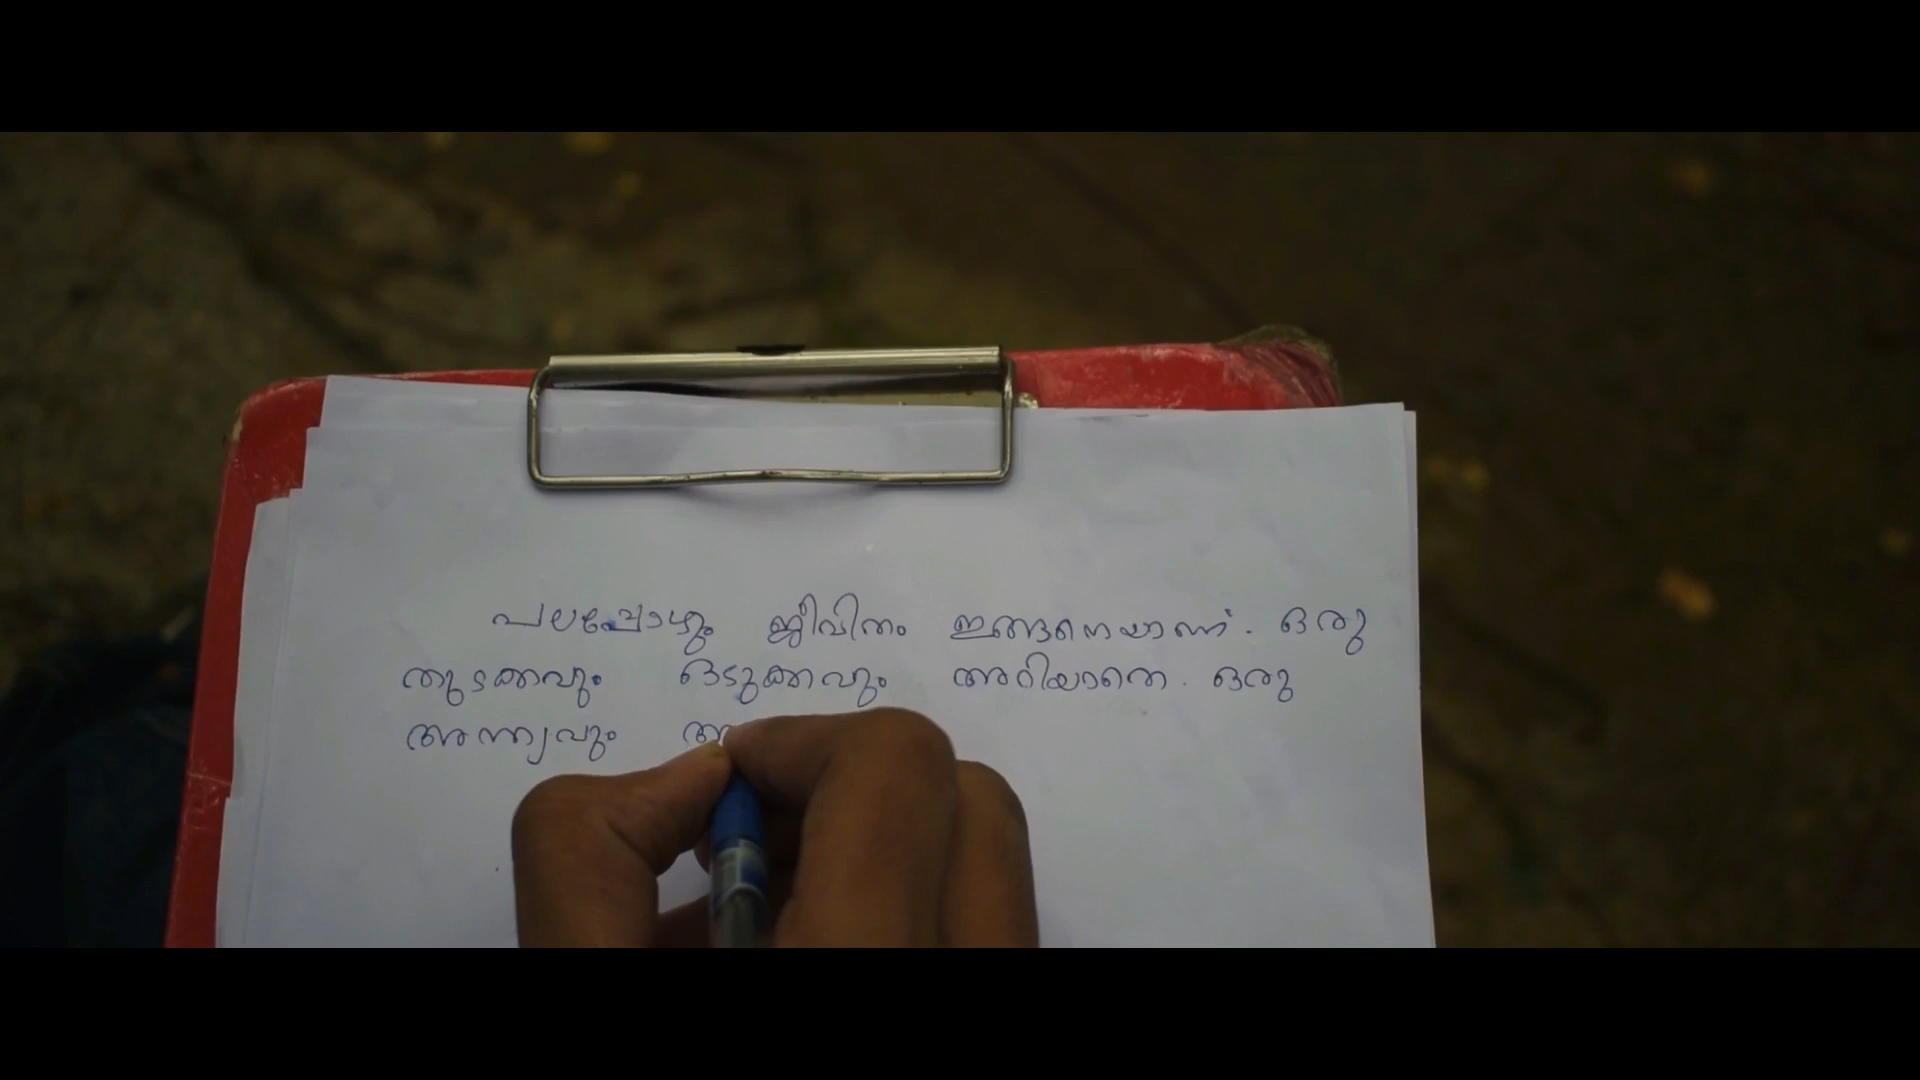 പലപ്പോഴും ജീവിതം ഇങ്ങനെയാണ്. ഒരു
തുടക്കവും ഒടുക്കവും അറിയാതെ. ഒരു
അന്ത്യവും